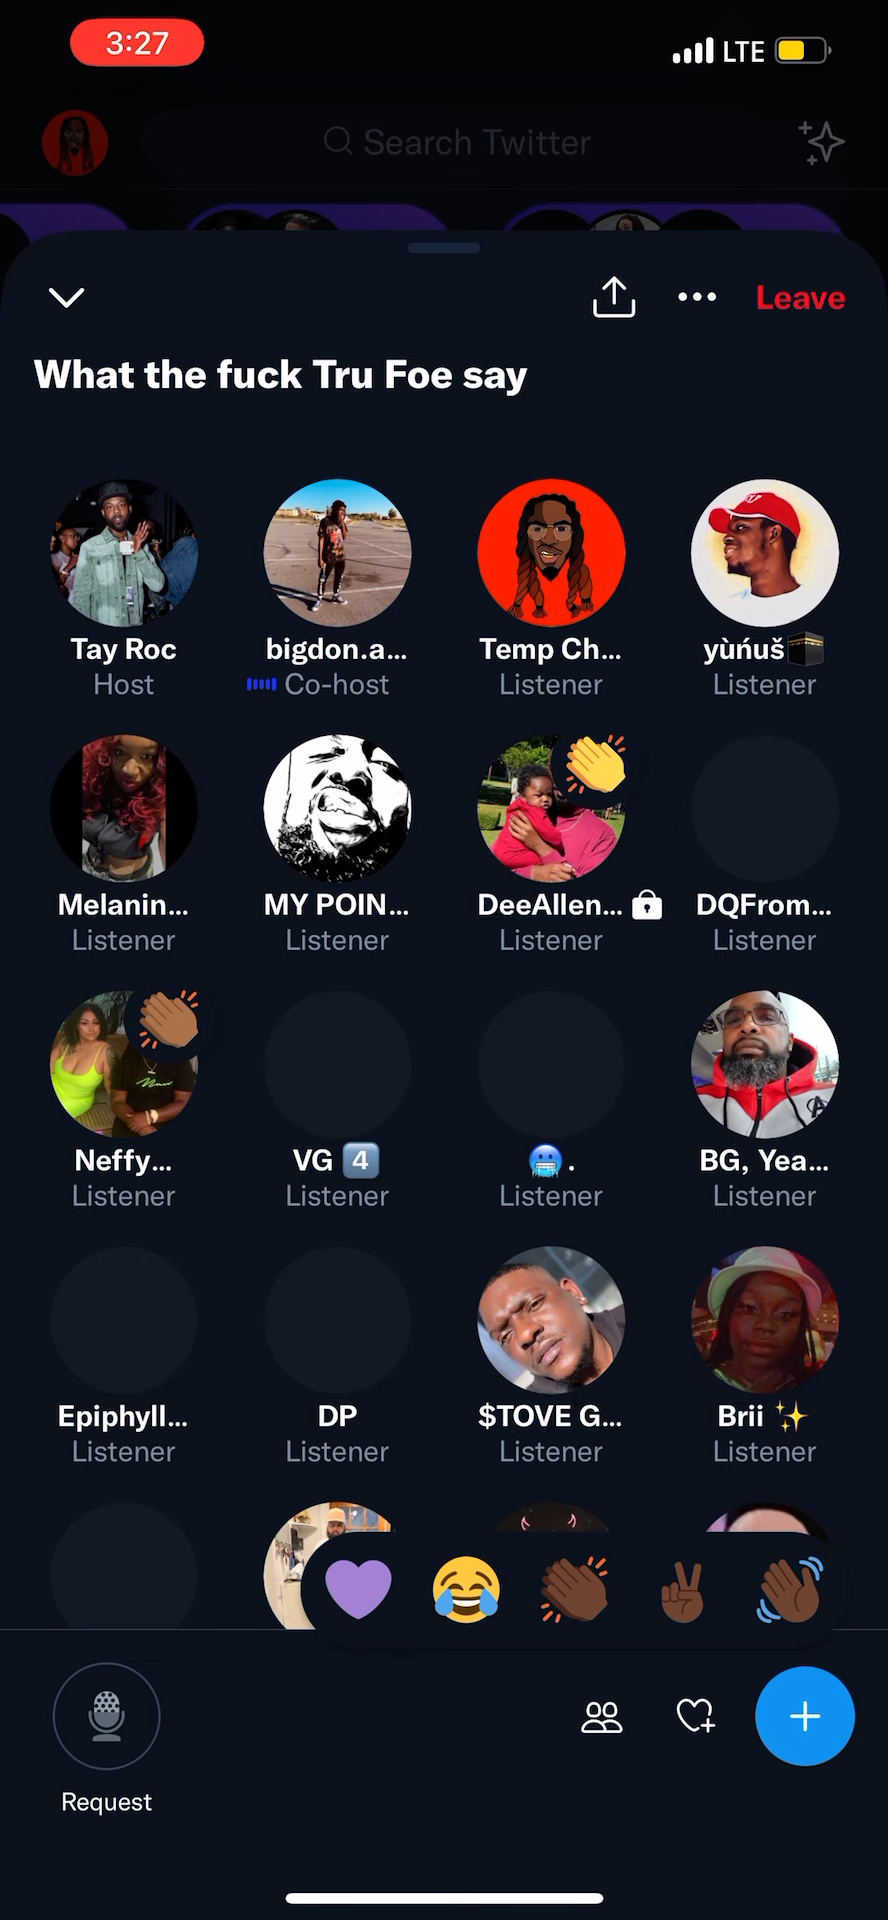 3:27
LTE
Search Twitter
Leave
What the fuck Tru Foe say
Tay Roc
Host
bigdon.a...
Co-host
Temp Ch...
Listener
yùńuš🕋
Listener
Melanin...
Listener
MY POIN...
Listener
DeeAllen...
Listener
DQFrom...
Listener
Neffy...
Listener
VG 4️⃣
Listener
🥶.
Listener
BG, Yea...
Listener
Epiphyll...
Listener
DP
Listener
$TOVE G...
Listener
Brii ✨
Listener
Request